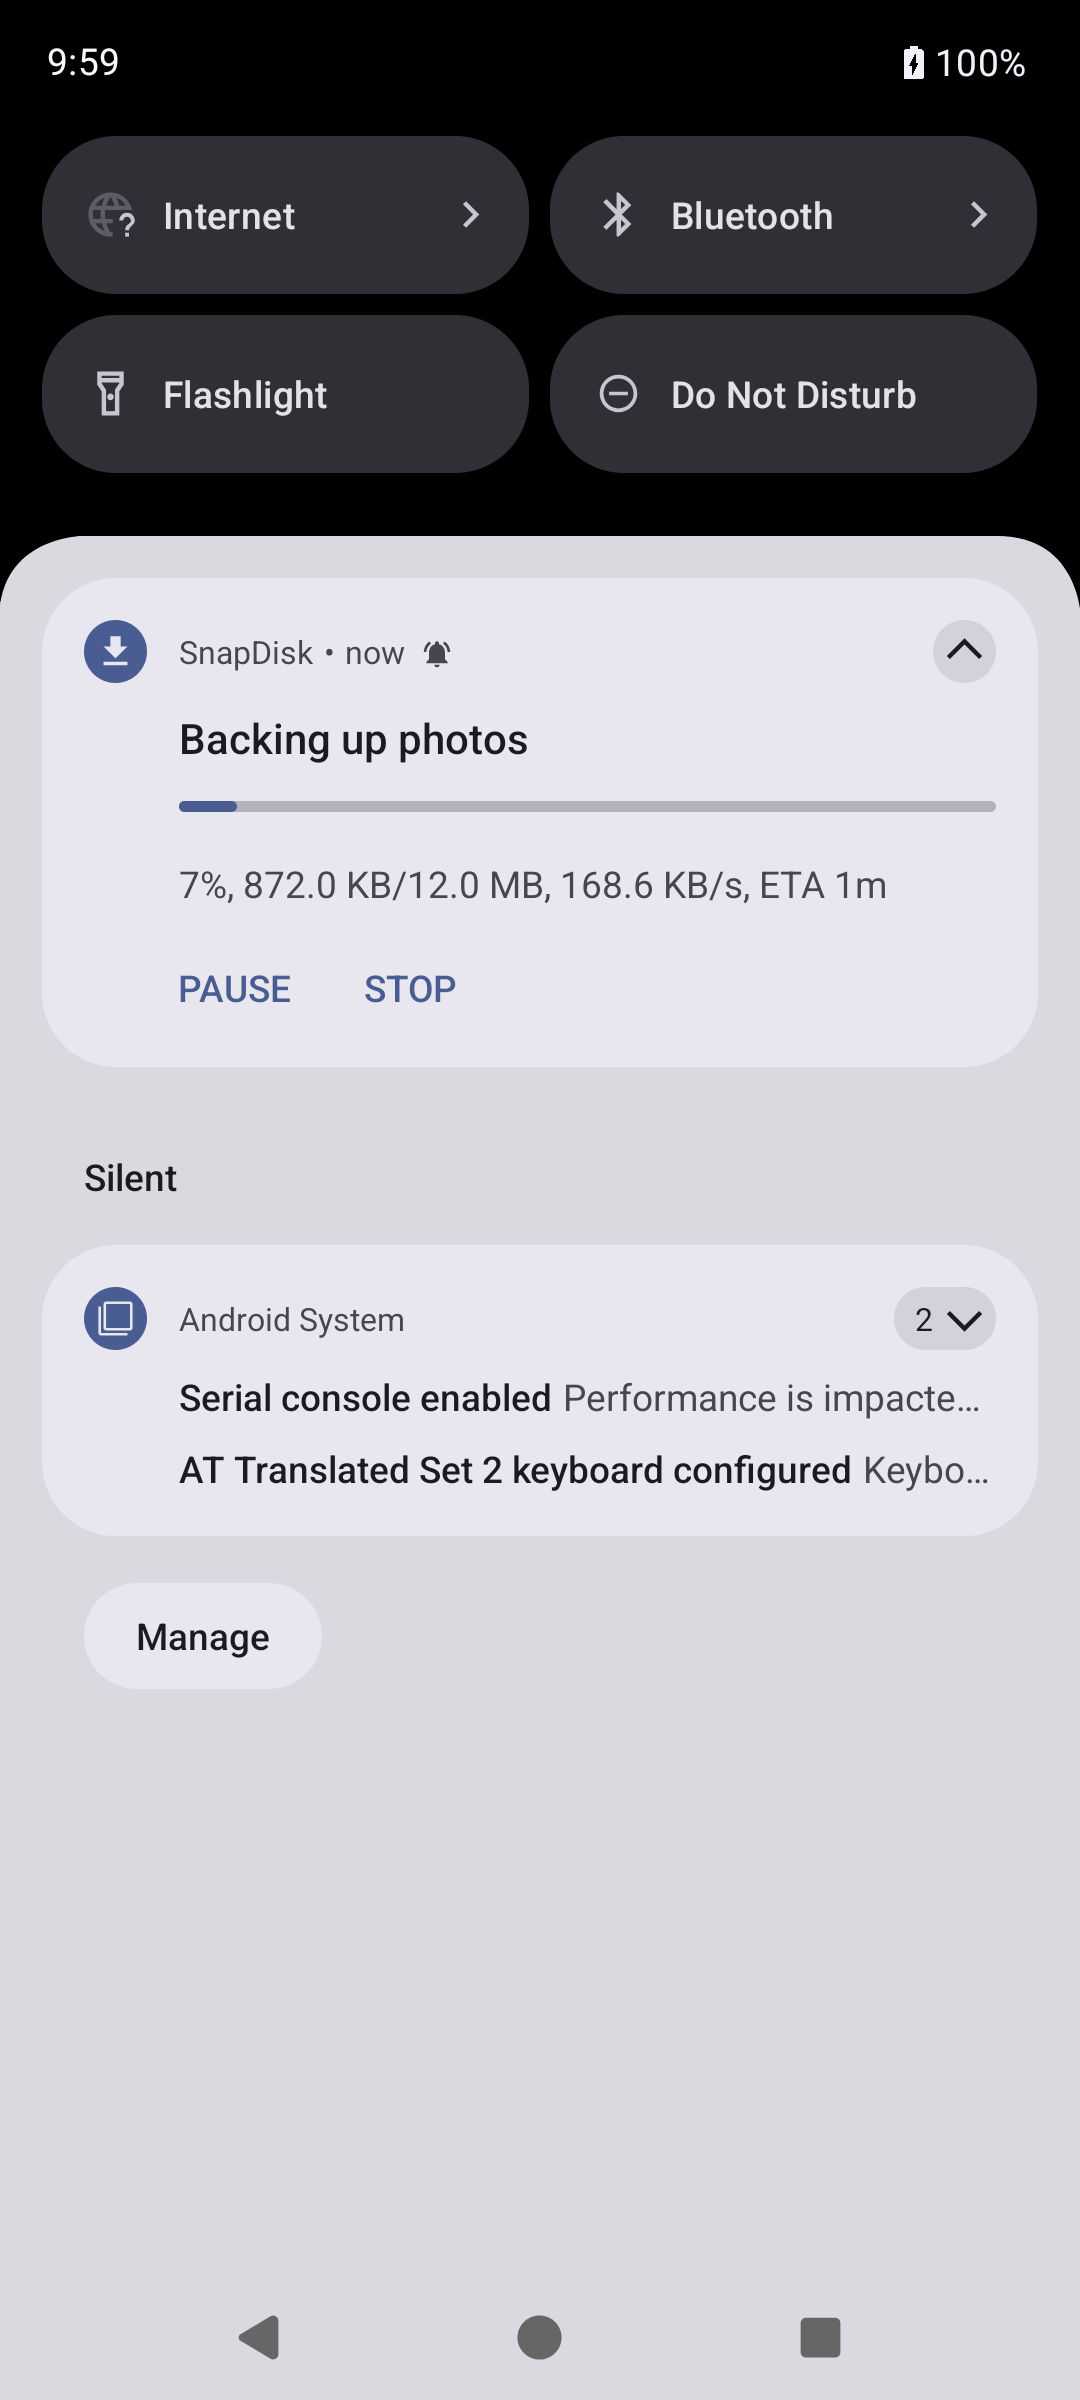 9:59
100%
Internet
Bluetooth
Flashlight
Do Not Disturb
SnapDisk • now
Backing up photos
7%, 872.0 KB/12.0 MB, 168.6 KB/s, ETA 1m
PAUSE STOP
Silent
Android System
2
Serial console enabled Performance is impacte…
AT Translated Set 2 keyboard configured Keybo…
Manage